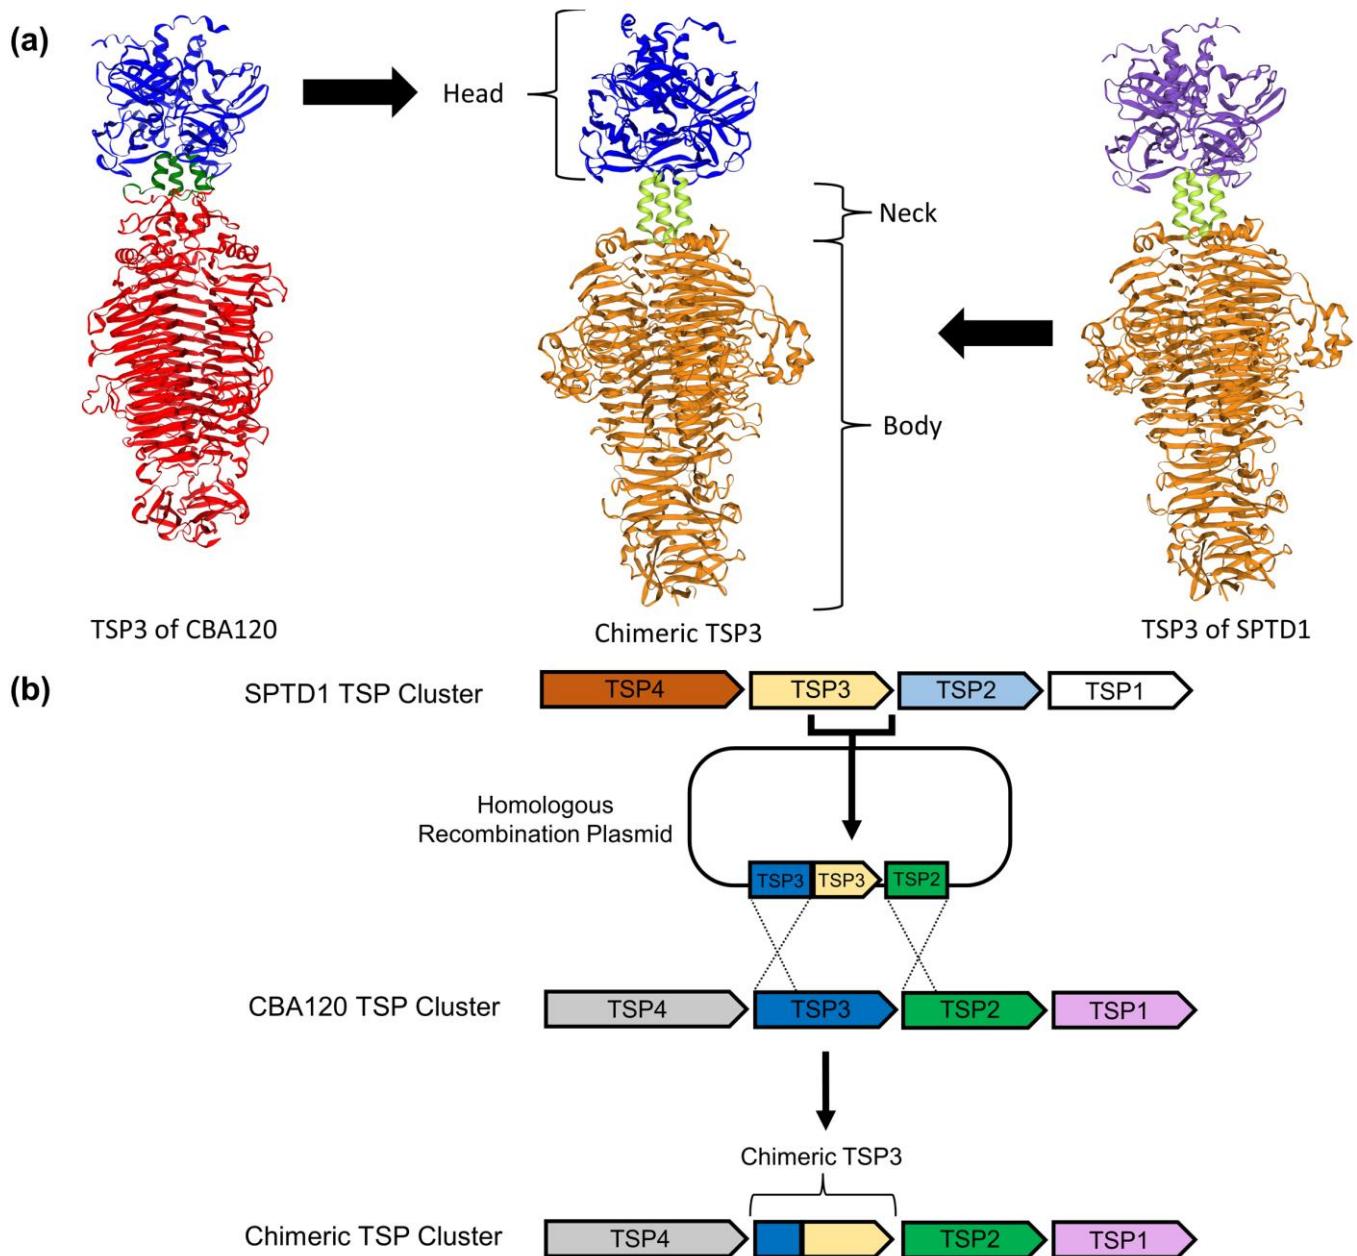 (a)
Head
Neck
Body
TSP3 of CBA120
Chimeric TSP3
TSP3 of SPTD1
(b)
SPTD1 TSP Cluster
TSP4
TSP3
TSP2
TSP1
Homologous
Recombination Plasmid
TSP3
TSP3
TSP2
CBA120 TSP Cluster
TSP4
TSP3
TSP2
TSP1
Chimeric TSP3
Chimeric TSP Cluster
TSP4
TSP2
TSP1